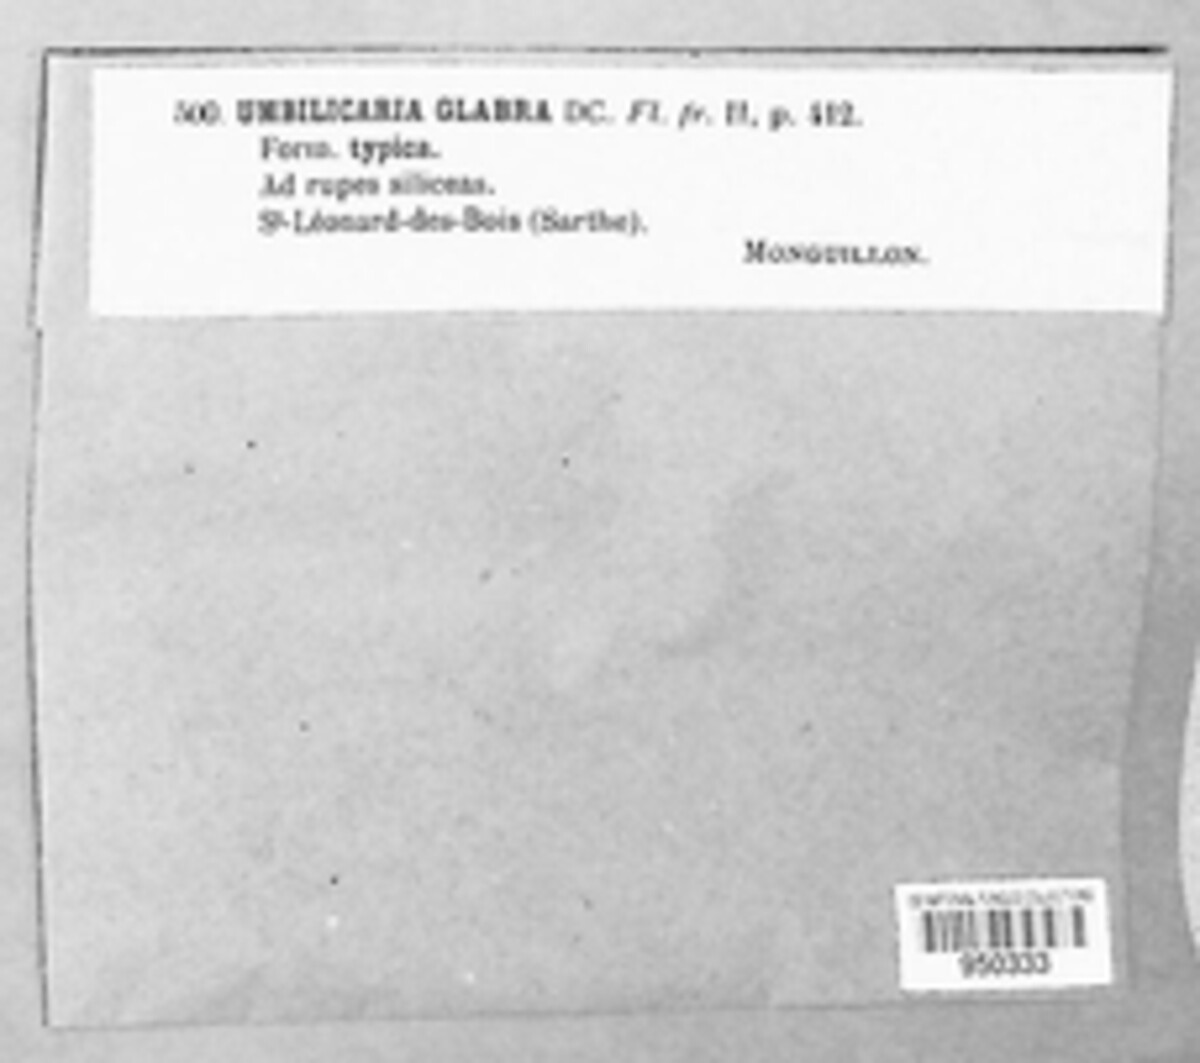 500. UMBILICARIA GLABRA DC. Fl. fr. II, p. 412.
Form. typica.
Ad rupes siliceas.
St-Léonard-des-Bois (Sarthe).
MONGUILLON.
950333